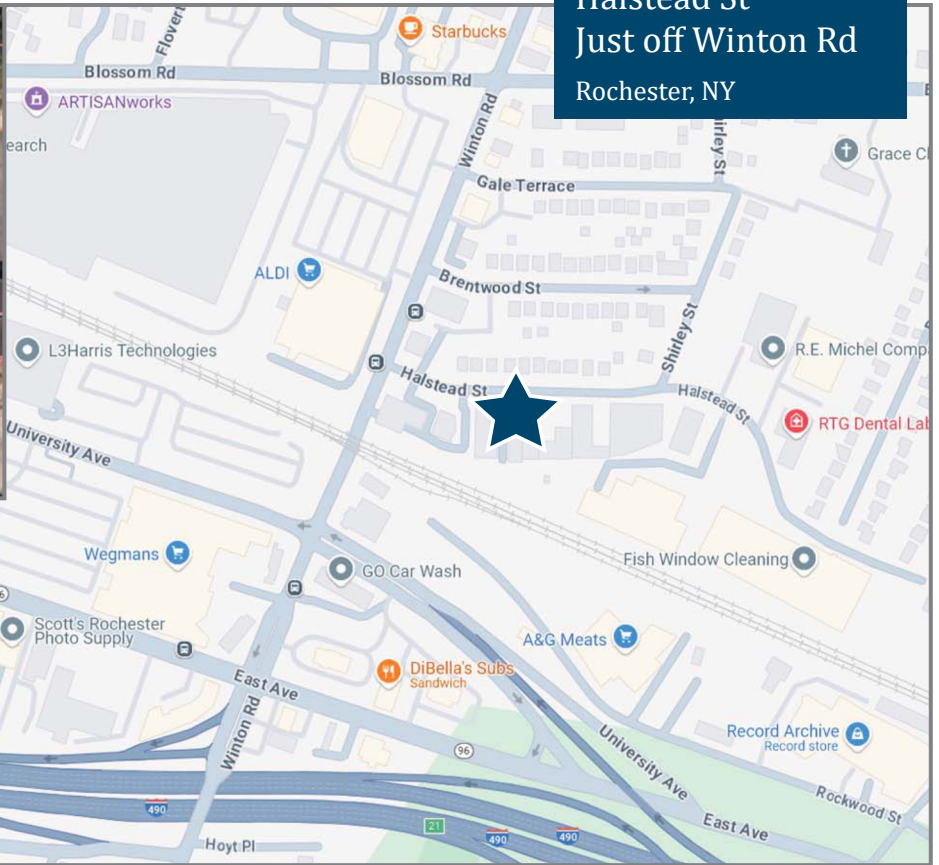 Halstead St
Just off Winton Rd
Rochester, NY
Starbucks
Blossom Rd
Blossom Rd
ARTISANworks
earch
Winton Rd
Gale Terrace
Grace
ALDI
Brentwood St
L3Harris Technologies
Shirley St
R.E. Michel
Halstead St
Halstead St
RTG Dental
University Ave
Wegmans
GO Car Wash
Fish Window Cleaning
Scott's Rochester
Photo Supply
A&G Meats
DiBella's Subs
Sandwich
East Ave
Winton Rd
96
Record Archive
Record store
University Ave
Rockwood St
East Ave
490
21
490
490
Hoyt Pl